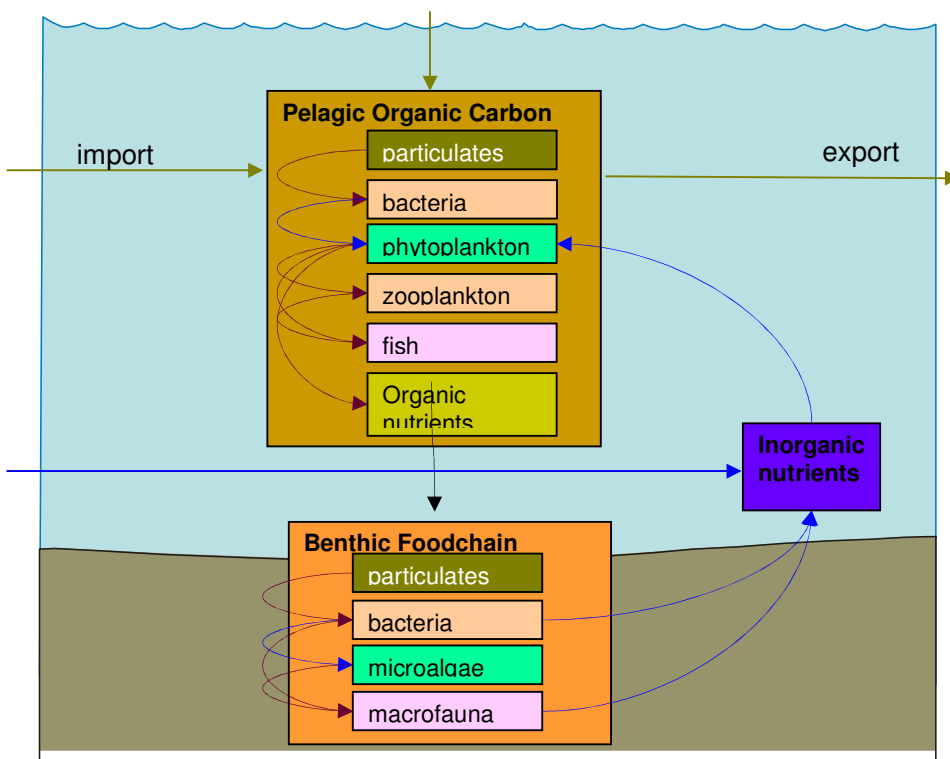 import
export
Pelagic Organic Carbon
particulates
bacteria
phytoplankton
zooplankton
fish
Organic
nutrients
Inorganic
nutrients
Benthic Foodchain
particulates
bacteria
microalgae
macrofauna